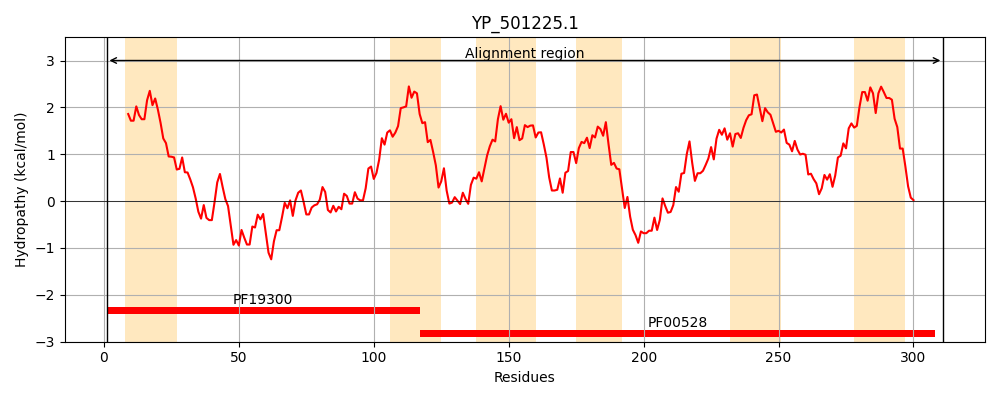 YP_501225.1
Alignment region
3
2
1
0
−1
−2
−3
Hydropathy (kcal/mol)
PF19300
PF00528
0 50 100 150 200 250 300
Residues